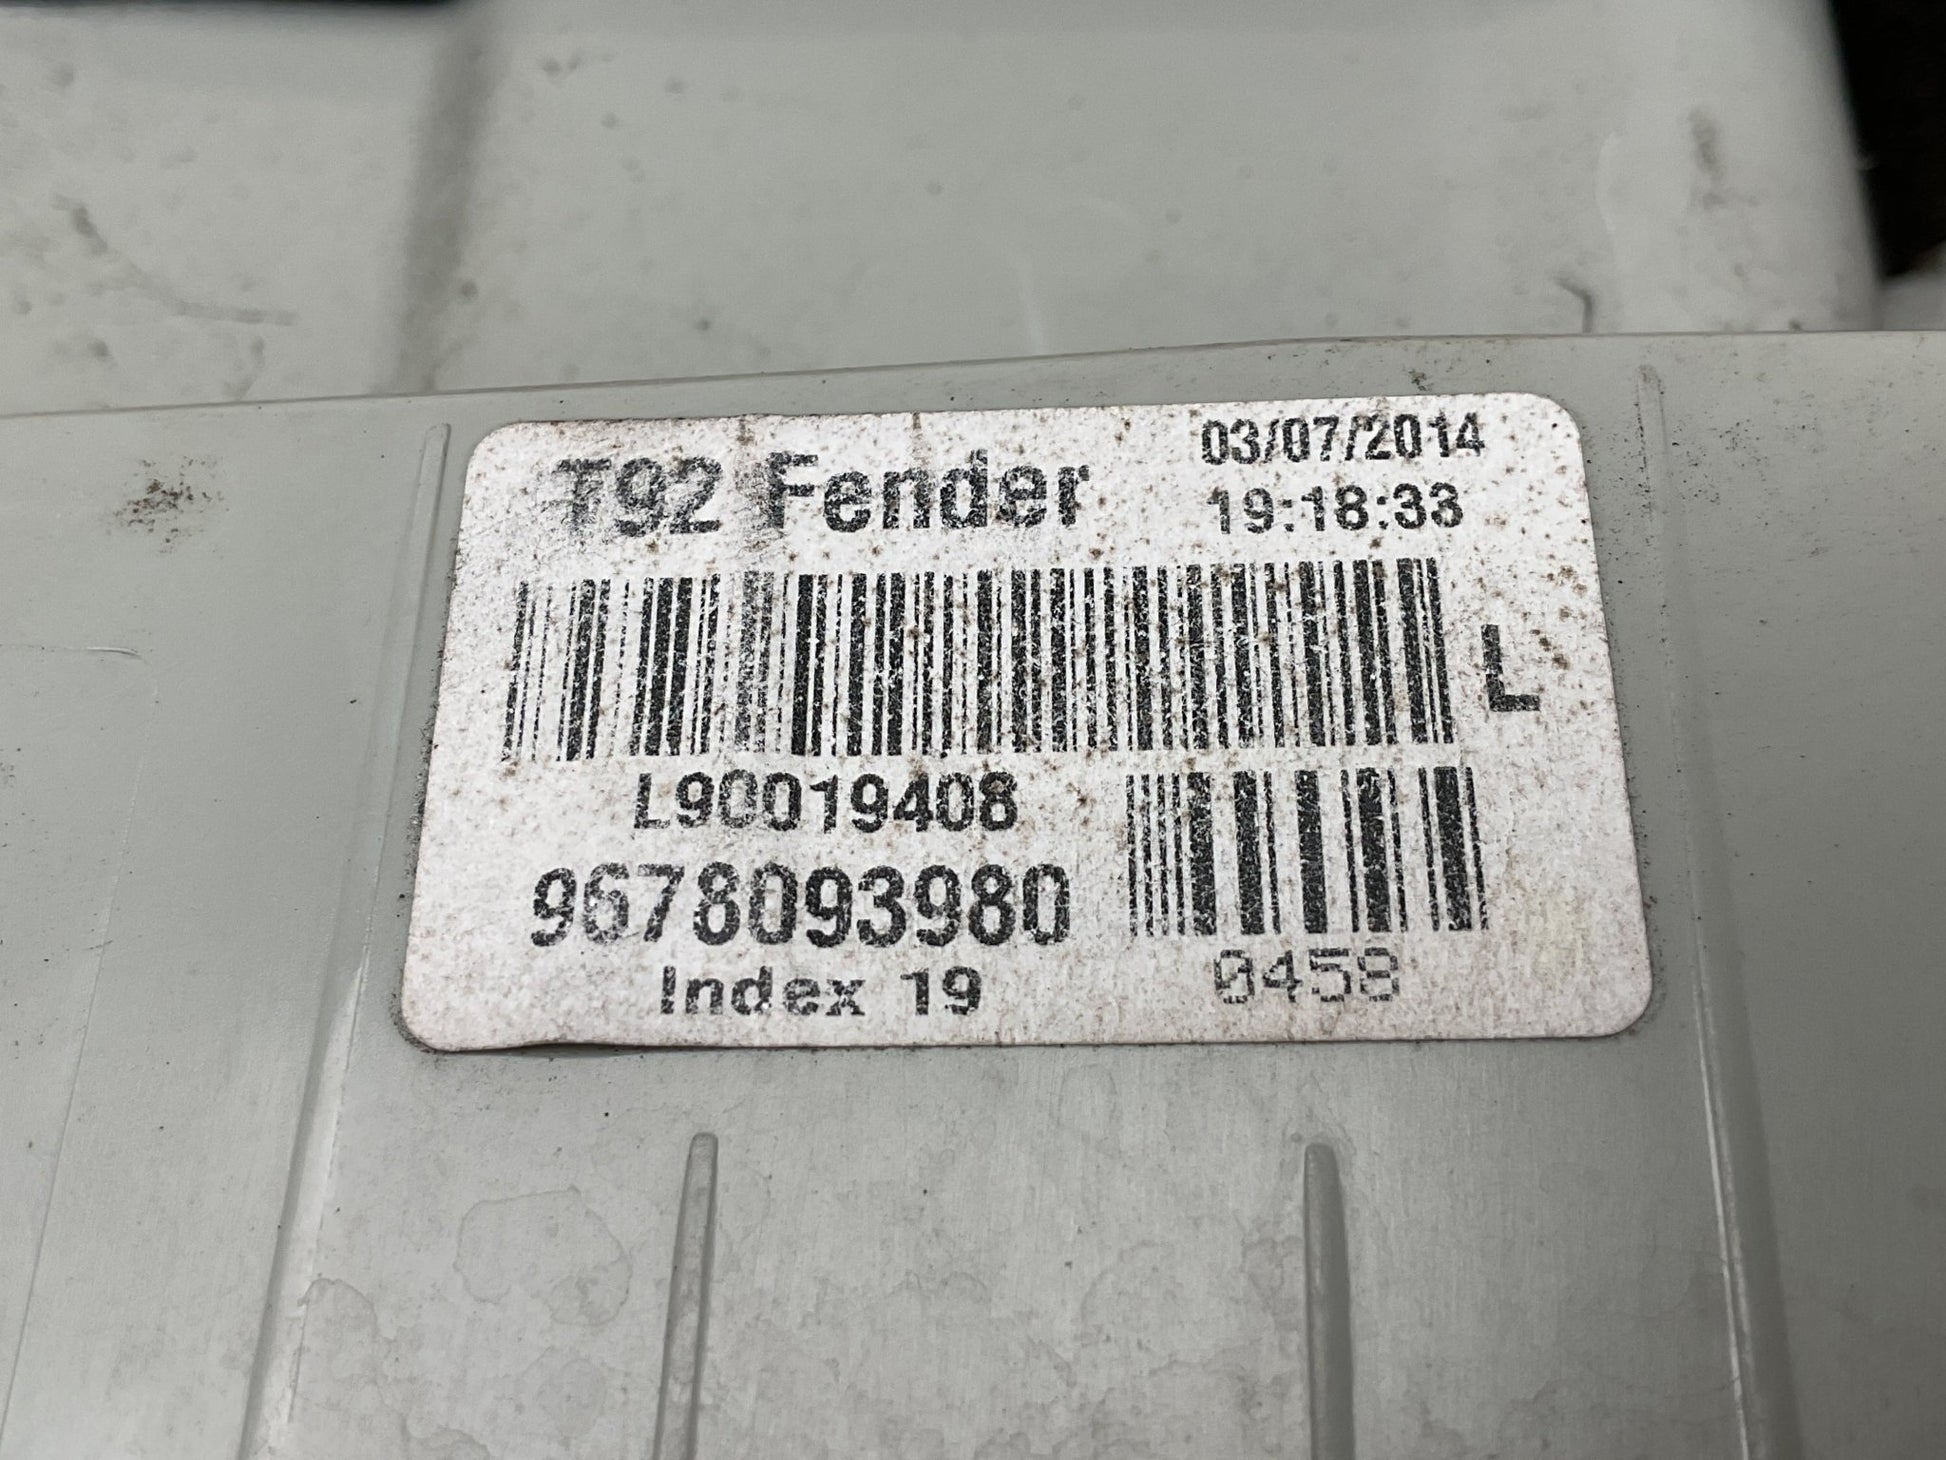 T92 Fender
03/07/2014
19:18:33
L
L90019408
9678093980
Index 19
0458